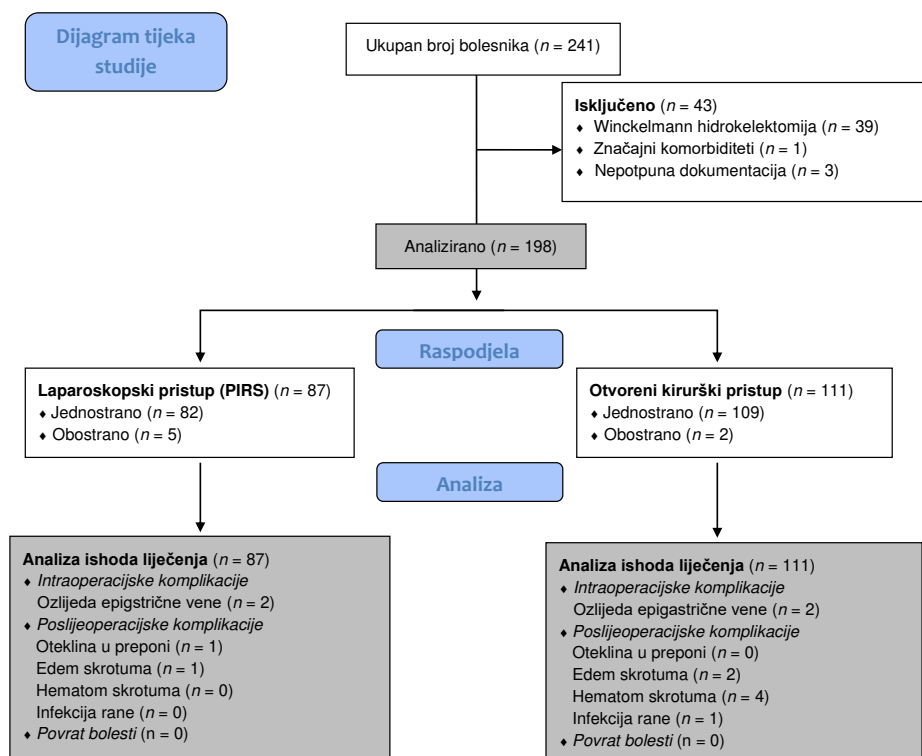 Dijagram tijeka
studije
Ukupan broj bolesnika (n = 241)
Isključeno (n = 43)
♦ Winckelmann hidrokelektomija (n = 39)
♦ Značajni komorbiditeti (n = 1)
♦ Nepotpuna dokumentacija (n = 3)
Analizirano (n = 198)
Raspodjela
Laparoskopski pristup (PIRS) (n = 87)
♦ Jednostrano (n = 82)
♦ Obostrano (n = 5)
Otvoreni kirurški pristup (n = 111)
♦ Jednostrano (n = 109)
♦ Obostrano (n = 2)
Analiza
Analiza ishoda liječenja (n = 87)
♦ Intraoperacijske komplikacije
Ozlijeda epigstrične vene (n = 2)
♦ Poslijeoperacijske komplikacije
Oteklina u preponi (n = 1)
Edem skrotuma (n = 1)
Hematom skrotuma (n = 0)
Infekcija rane (n = 0)
♦ Povrat bolesti (n = 0)
Analiza ishoda liječenja (n = 111)
♦ Intraoperacijske komplikacije
Ozlijeda epigastrične vene (n = 2)
♦ Poslijeoperacijske komplikacije
Oteklina u preponi (n = 0)
Edem skrotuma (n = 2)
Hematom skrotuma (n = 4)
Infekcija rane (n = 1)
♦ Povrat bolesti (n = 0)